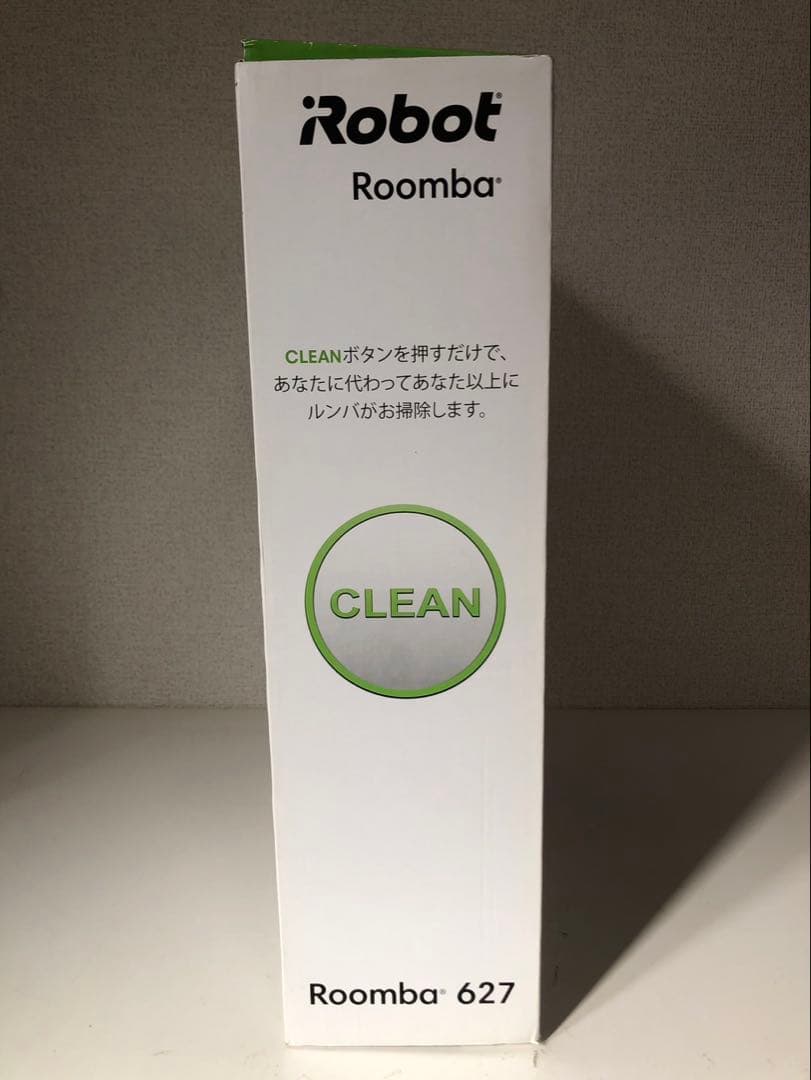 iRobot®
Roomba®
CLEANボタンを押すだけで、
あなたに代わってあなた以上に
ルンバがお掃除します。
CLEAN
Roomba® 627